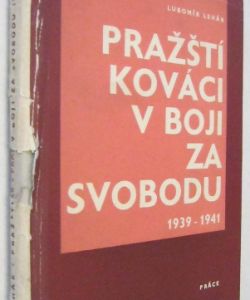 LUBOMÍR LEHÁR
PRAŽŠTÍ
KOVÁCI
V BOJI
ZA
SVOBODU
1939-1941
PRÁCE